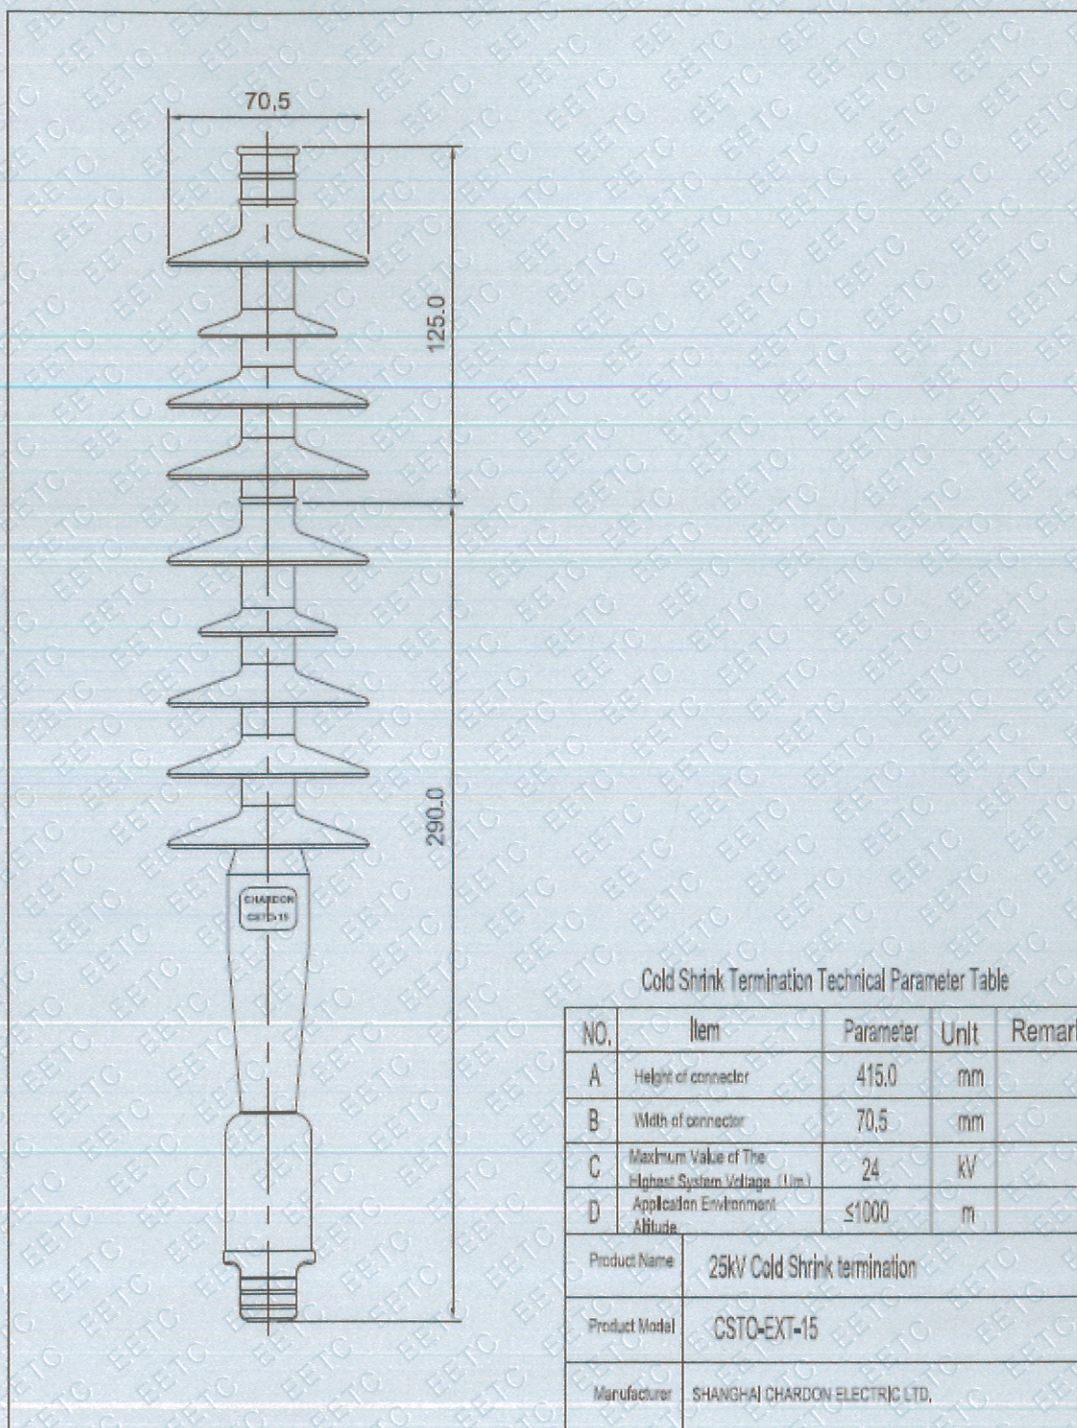 70,5
125.0
290.0
CHARDON
CSTO-15
Cold Shrink Termination Technical Parameter Table
NO. Item Parameter Unit Remark
A Height of connector 415.0 mm
B Width of connector 70,5 mm
C Maximum Value of The
Highest System Voltage (Um) 24 kV
D Application Environment
Altitude ≤1000 m
Product Name 25kV Cold Shrink termination
Product Model CSTO-EXT-15
Manufacturer SHANGHAI CHARDON ELECTRIC LTD.
EETC